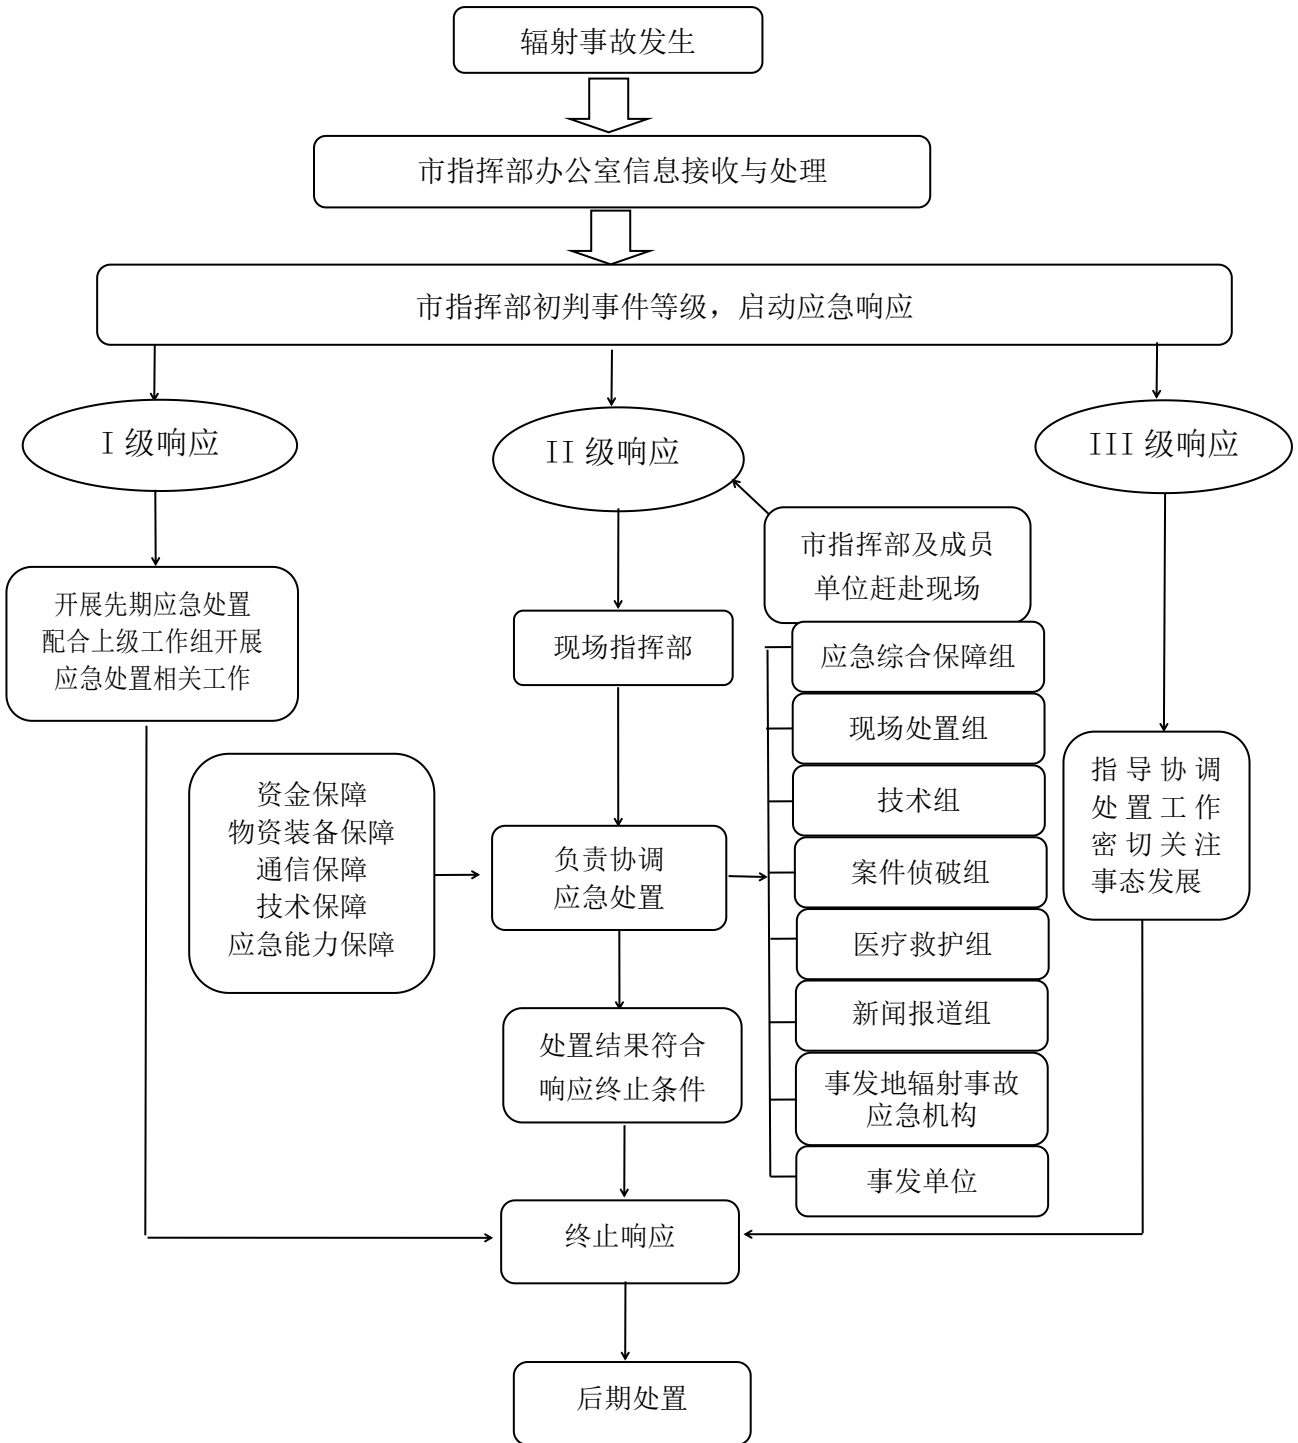 辐射事故发生
市指挥部办公室信息接收与处理
市指挥部初判事件等级，启动应急响应
I 级响应
II 级响应
III 级响应
市指挥部及成员
单位赶赴现场
开展先期应急处置
配合上级工作组开展
应急处置相关工作
现场指挥部
应急综合保障组
现场处置组
技术组
案件侦破组
医疗救护组
新闻报道组
事发地辐射事故
应急机构
事发单位
指导协调
处置工作
密切关注
事态发展
资金保障
物资装备保障
通信保障
技术保障
应急能力保障
负责协调
应急处置
处置结果符合
响应终止条件
终止响应
后期处置